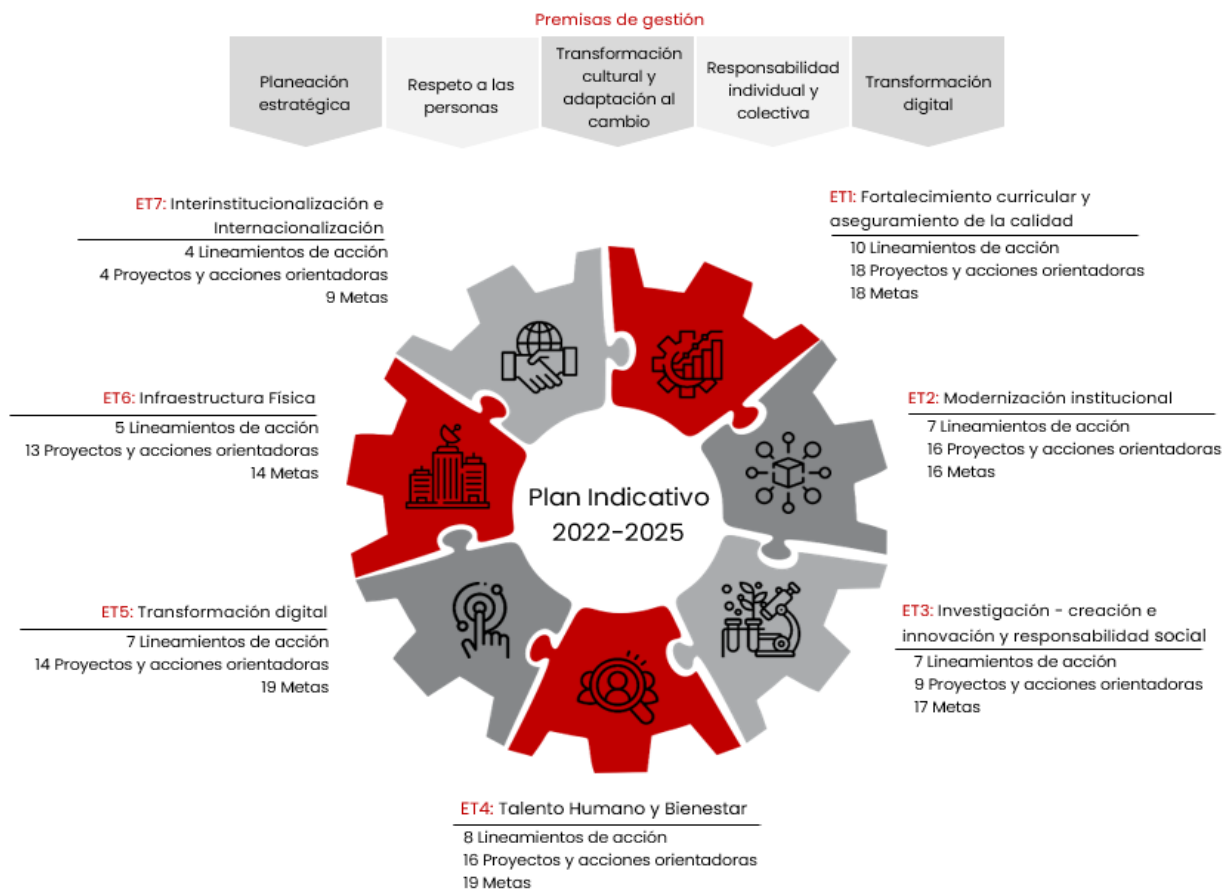 Premisas de gestión
Planeación
estratégica
Respeto a las
personas
Transformación
cultural y
adaptación al
cambio
Responsabilidad
individual y
colectiva
Transformación
digital
ET7: Interinstitucionalización e
Internacionalización
4 Lineamientos de acción
4 Proyectos y acciones orientadoras
9 Metas
ET1: Fortalecimiento curricular y
aseguramiento de la calidad
10 Lineamientos de acción
18 Proyectos y acciones orientadoras
18 Metas
ET6: Infraestructura Física
5 Lineamientos de acción
13 Proyectos y acciones orientadoras
14 Metas
ET2: Modernización institucional
7 Lineamientos de acción
16 Proyectos y acciones orientadoras
16 Metas
Plan Indicativo
2022-2025
ET5: Transformación digital
7 Lineamientos de acción
14 Proyectos y acciones orientadoras
19 Metas
ET3: Investigación - creación e
innovación y responsabilidad social
7 Lineamientos de acción
9 Proyectos y acciones orientadoras
17 Metas
ET4: Talento Humano y Bienestar
8 Lineamientos de acción
16 Proyectos y acciones orientadoras
19 Metas